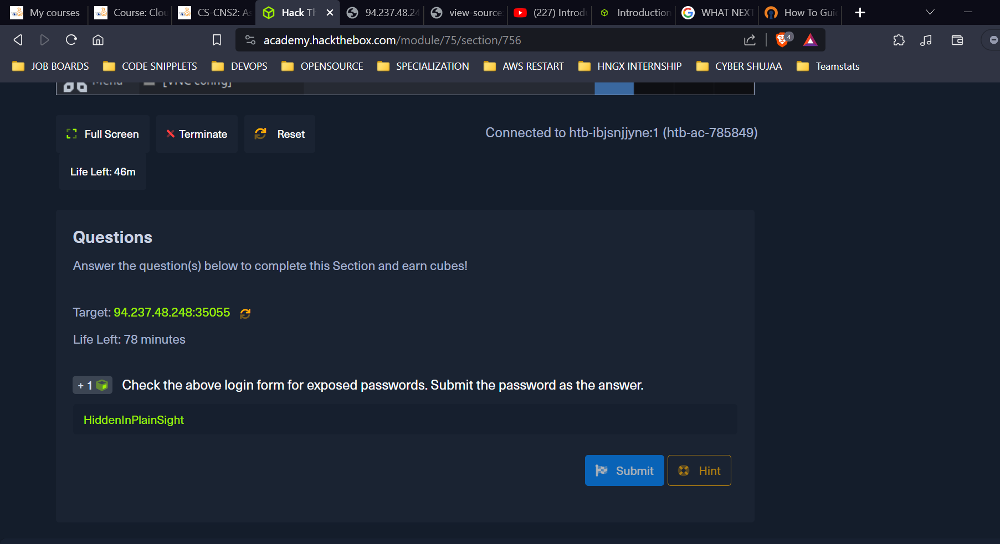 My courses
Course: Clou
CS-CNS2: As
Hack Th
94.237.48.24
view-source
(227) Introd
Introduction
WHAT NEXT
How To Gui
academy.hackthebox.com/module/75/section/756
4
JOB BOARDS
CODE SNIPPLETS
DEVOPS
OPENSOURCE
SPECIALIZATION
AWS RESTART
HNGX INTERNSHIP
CYBER SHUJAA
Teamstats
Menu
[VNC config]
Full Screen
Terminate
Reset
Connected to htb-ibjsnjjyne:1 (htb-ac-785849)
Life Left: 46m
Questions
Answer the question(s) below to complete this Section and earn cubes!
Target: 94.237.48.248:35055
Life Left: 78 minutes
+ 1 Check the above login form for exposed passwords. Submit the password as the answer.
HiddenInPlainSight
Submit
Hint